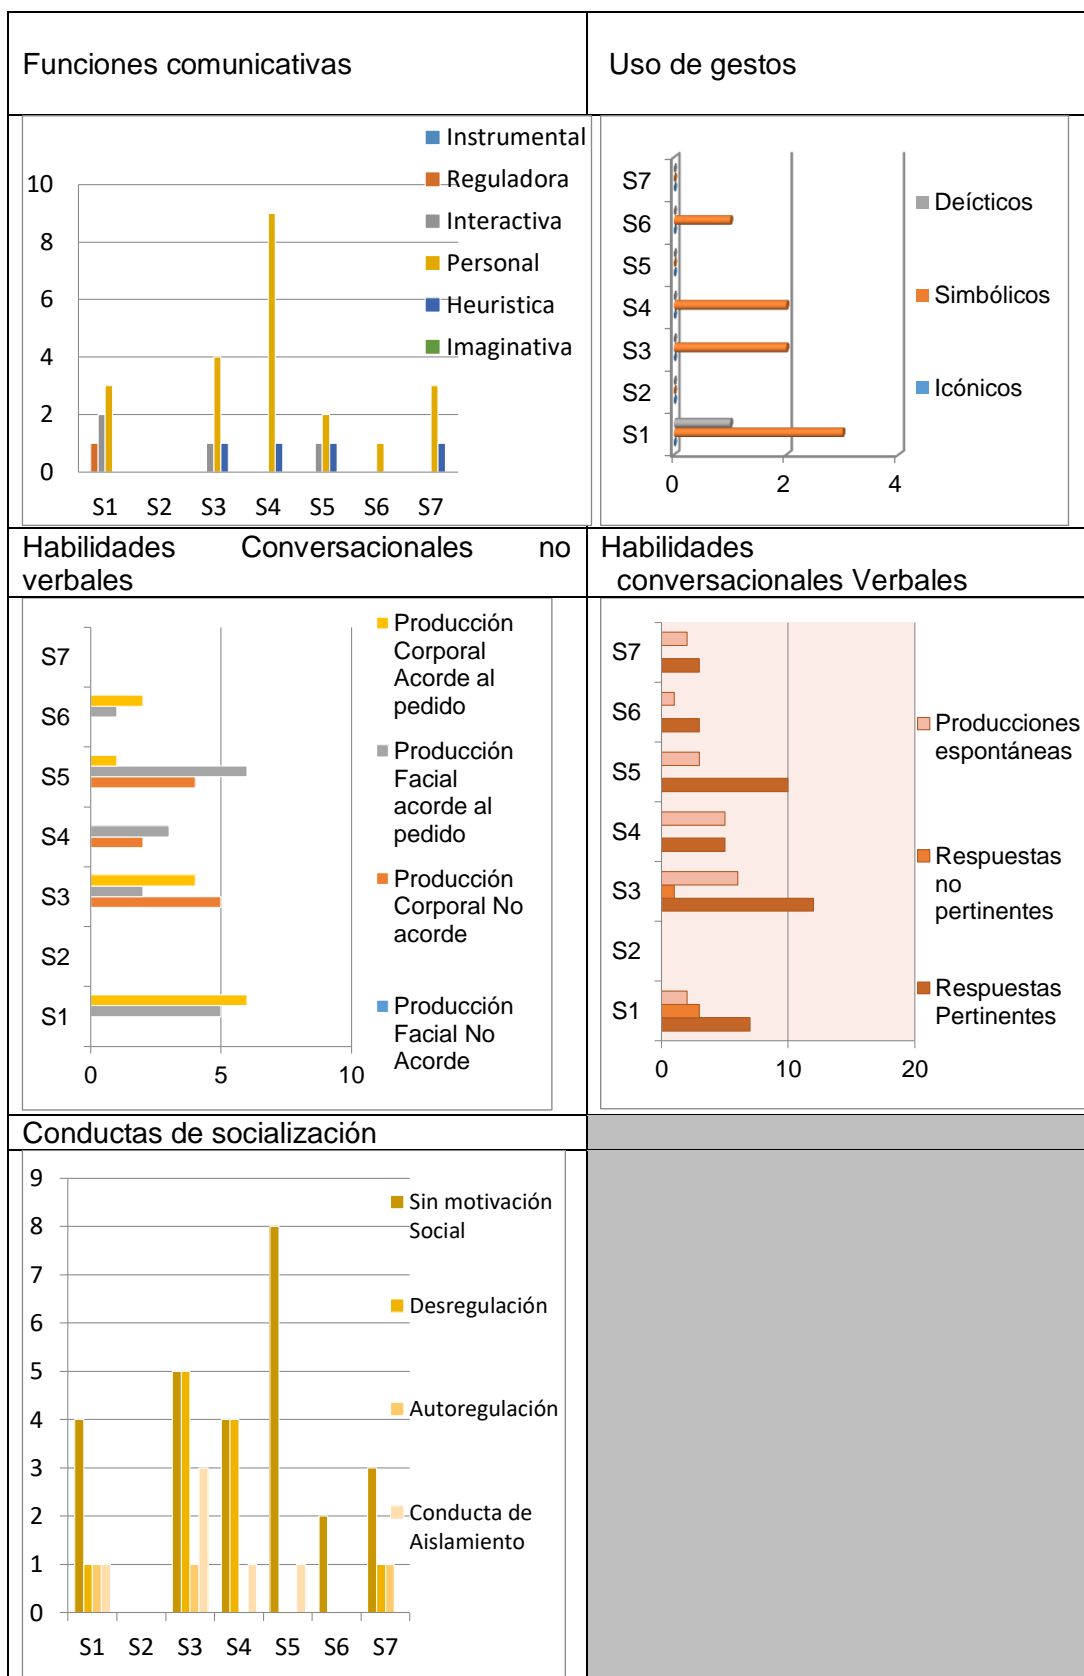 Funciones comunicativas
Uso de gestos
Instrumental
Reguladora
Interactiva
Personal
Heuristica
Imaginativa
10
8
6
4
2
0
S1 S2 S3 S4 S5 S6 S7
S7
S6
S5
S4
S3
S2
S1
0 2 4
Deícticos
Simbólicos
Icónicos
Habilidades Conversacionales no
verbales
Habilidades
conversacionales Verbales
S7
S6
S5
S4
S3
S2
S1
0 5 10
Producción
Corporal
Acorde al
pedido
Producción
Facial
acorde al
pedido
Producción
Corporal No
acorde
Producción
Facial No
Acorde
S7
S6
S5
S4
S3
S2
S1
0 10 20
Producciones
espontáneas
Respuestas
no
pertinentes
Respuestas
Pertinentes
Conductas de socialización
9
8
7
6
5
4
3
2
1
0
S1 S2 S3 S4 S5 S6 S7
Sin motivación
Social
Desregulación
Autoregulación
Conducta de
Aislamiento